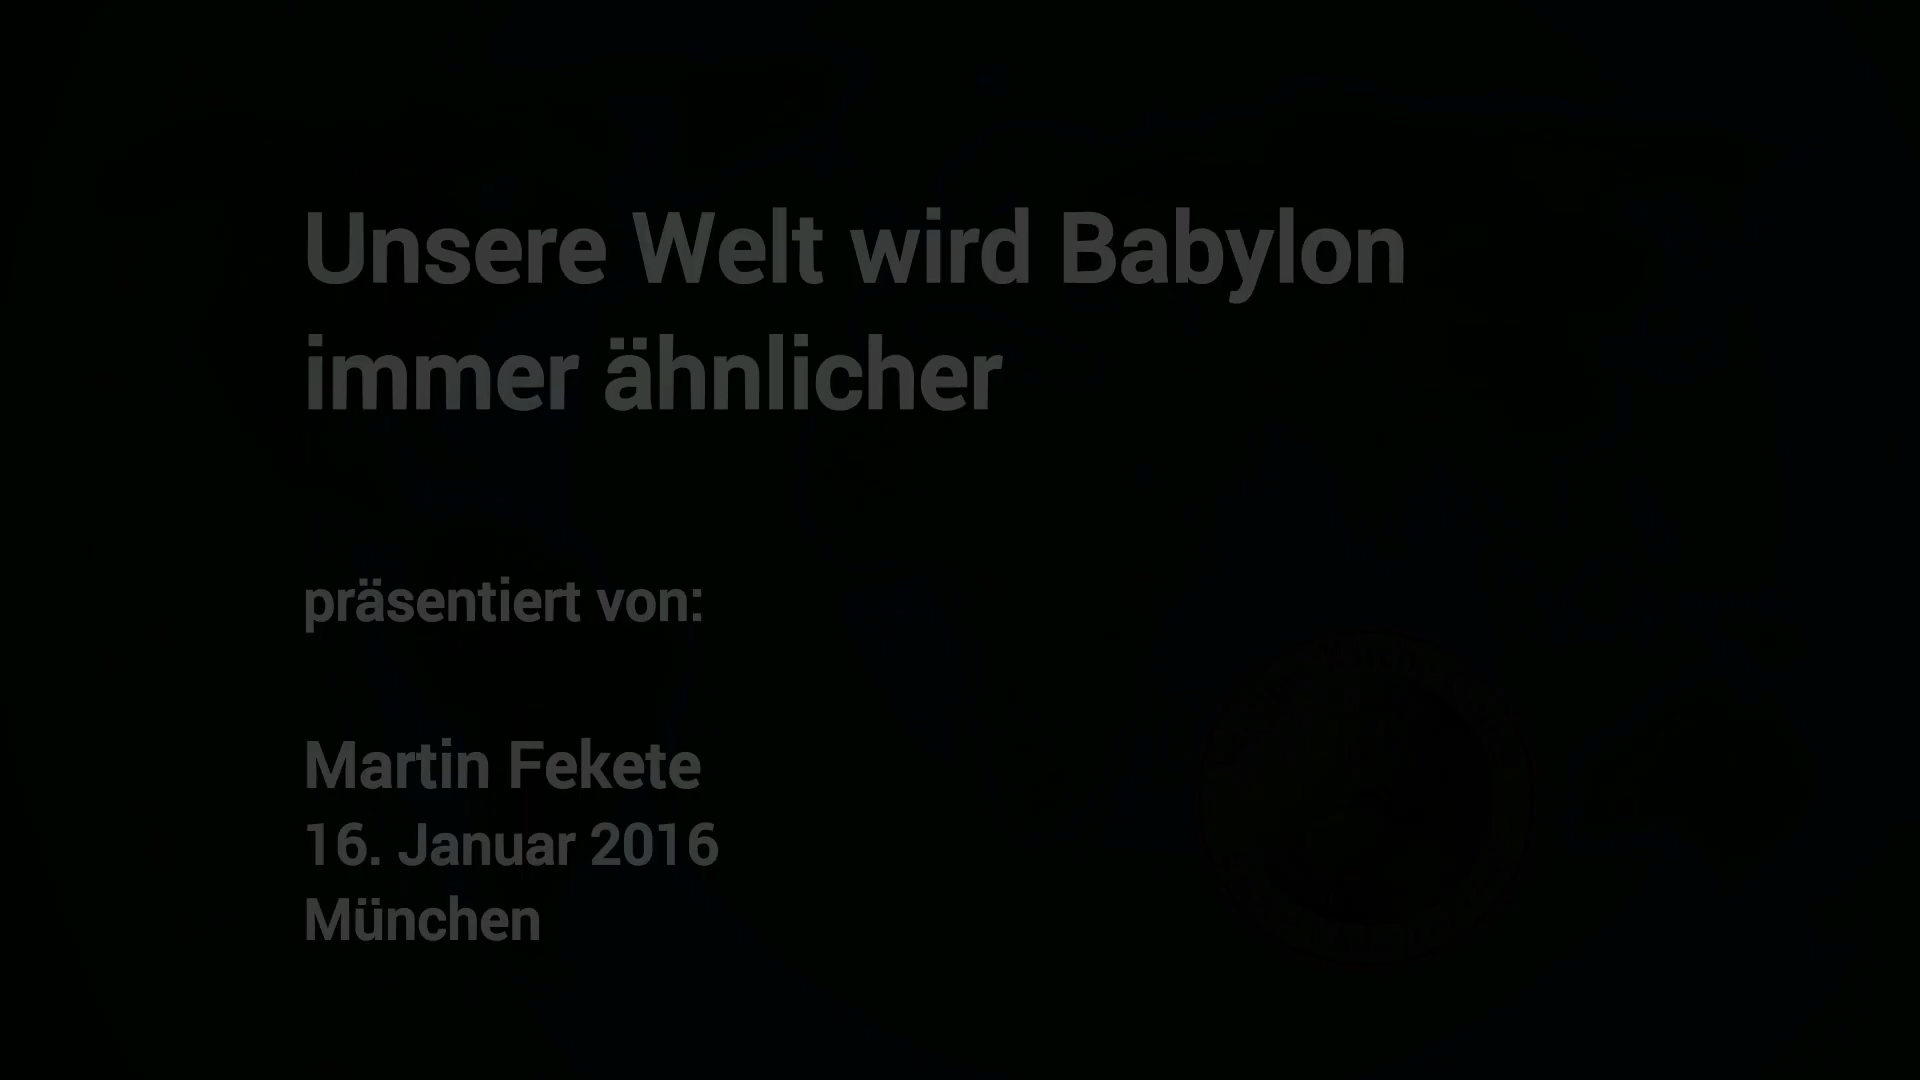 Unsere Welt wird Babylon
immer ähnlicher
präsentiert von:
Martin Fekete
16. Januar 2016
München